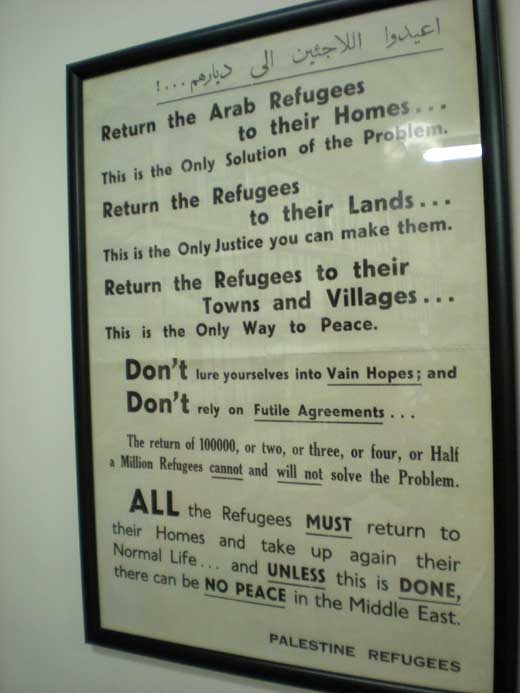 اعيدوا اللاجئين الى ديارهم ...!
Return the Arab Refugees
to their Homes...
This is the Only Solution of the Problem.
Return the Refugees
to their Lands...
This is the Only Justice you can make them.
Return the Refugees to their
Towns and Villages...
This is the Only Way to Peace.
Don't lure yourselves into Vain Hopes; and
Don't rely on Futile Agreements...
The return of 100000, or two, or three, or four, or Half
a Million Refugees cannot and will not solve the Problem.
ALL the Refugees MUST return to
their Homes and take up again their
Normal Life... and UNLESS this is DONE,
there can be NO PEACE in the Middle East.
PALESTINE REFUGEES